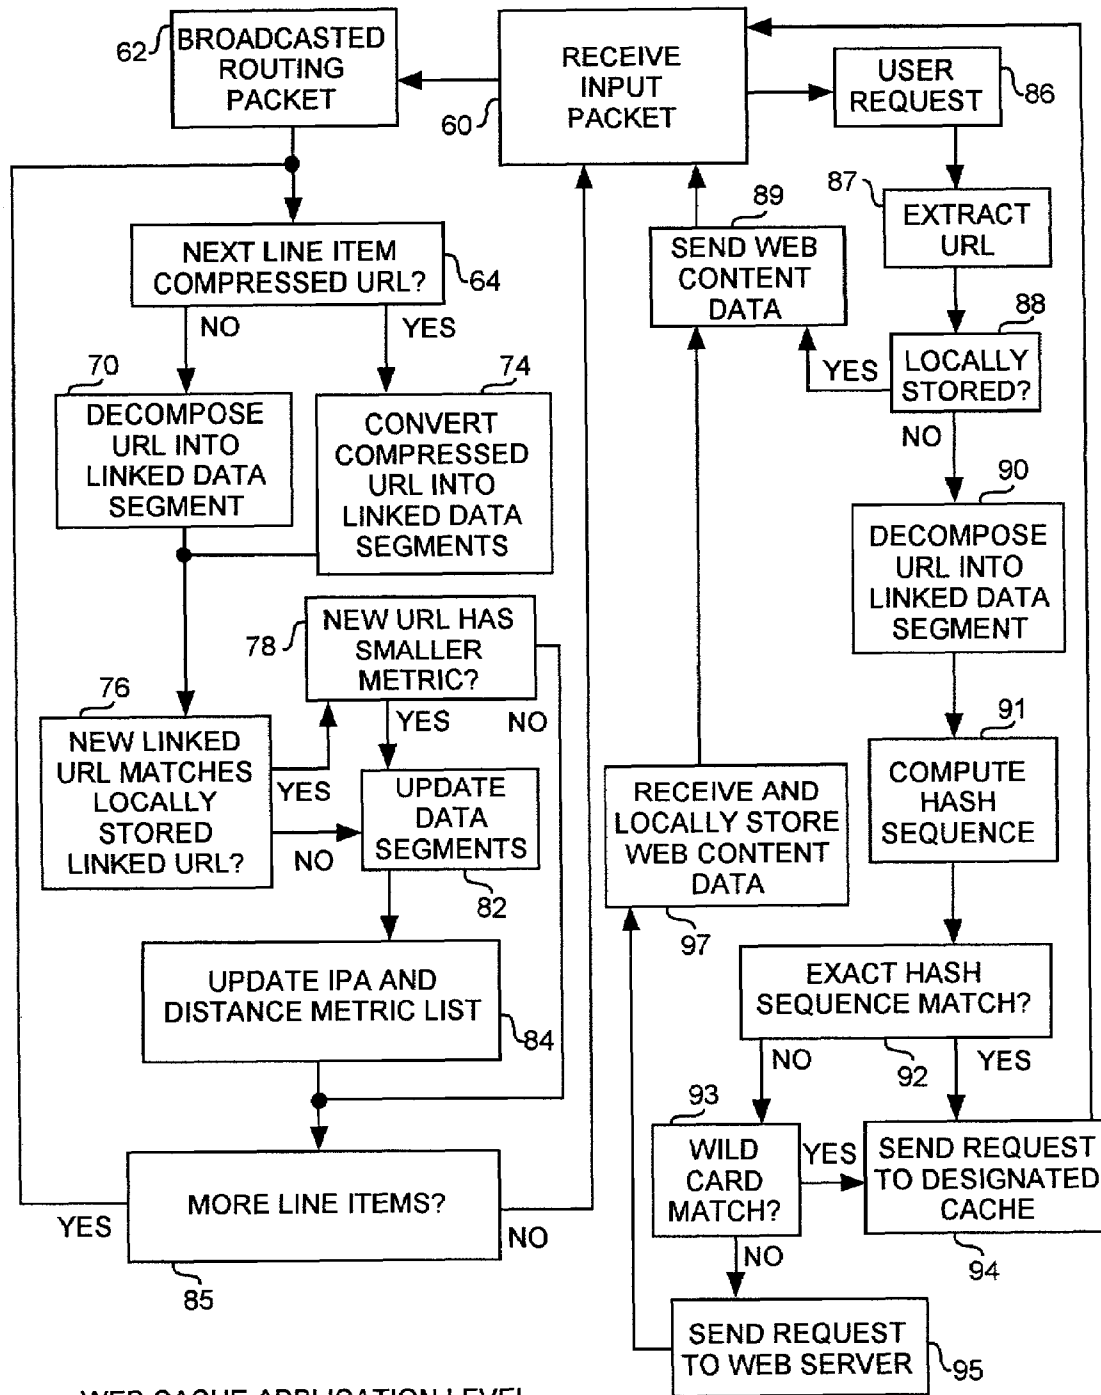 BROADCASTED
ROUTING
PACKET
62
RECEIVE
INPUT
PACKET
60
USER
REQUEST
86
87
EXTRACT
URL
NEXT LINE ITEM
COMPRESSED URL?
64
NO
YES
89
SEND WEB
CONTENT
DATA
88
LOCALLY
STORED?
YES
NO
70
DECOMPOSE
URL INTO
LINKED DATA
SEGMENT
74
CONVERT
COMPRESSED
URL INTO
LINKED DATA
SEGMENTS
90
DECOMPOSE
URL INTO
LINKED DATA
SEGMENT
78
NEW URL HAS
SMALLER
METRIC?
YES
NO
76
NEW LINKED
URL MATCHES
LOCALLY
STORED
LINKED URL?
YES
NO
UPDATE
DATA
SEGMENTS
82
91
COMPUTE
HASH
SEQUENCE
RECEIVE AND
LOCALLY STORE
WEB CONTENT
DATA
97
UPDATE IPA AND
DISTANCE METRIC LIST
84
EXACT HASH
SEQUENCE MATCH?
NO
92
YES
93
WILD
CARD
MATCH?
YES
NO
SEND REQUEST
TO DESIGNATED
CACHE
94
MORE LINE ITEMS?
YES
NO
85
SEND REQUEST
TO WEB SERVER
95
WEB CACHE APPLICATION LEVEL